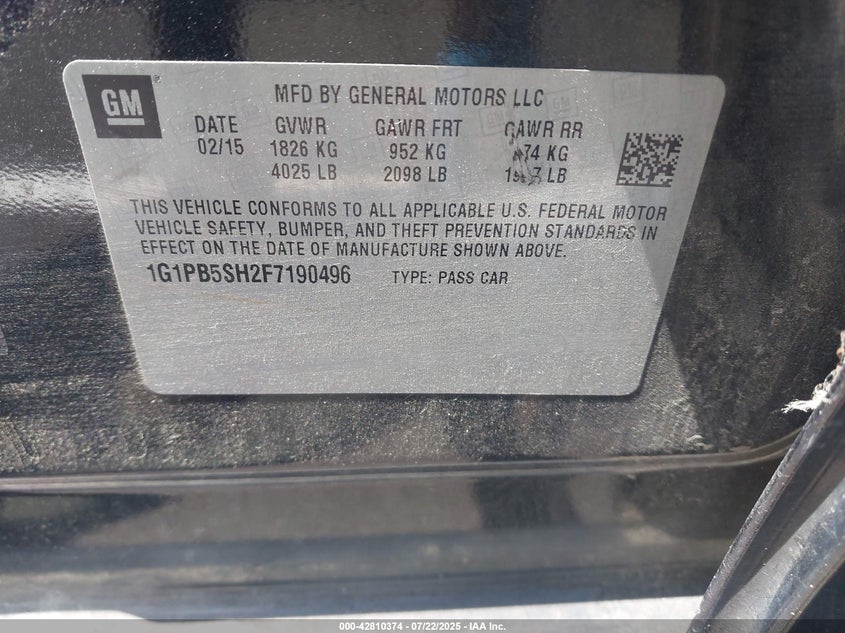 GM
MFD BY GENERAL MOTORS LLC
DATE GVWR GAWR FRT GAWR RR
02/15 1826 KG 952 KG KG
4025 LB 2098 LB LB
THIS VEHICLE CONFORMS TO ALL APPLICABLE U.S. FEDERAL MOTOR
VEHICLE SAFETY, BUMPER, AND THEFT PREVENTION STANDARDS IN
EFFECT ON THE DATE OF MANUFACTURE SHOWN ABOVE.
1G1PB5SH2F7190496 TYPE: PASS CAR
000-42810374 - 07/22/2025 - IAA Inc.